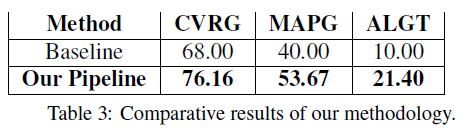 Method CVRG MAPG ALGT
Baseline 68.00 40.00 10.00
Our Pipeline 76.16 53.67 21.40
Table 3: Comparative results of our methodology.